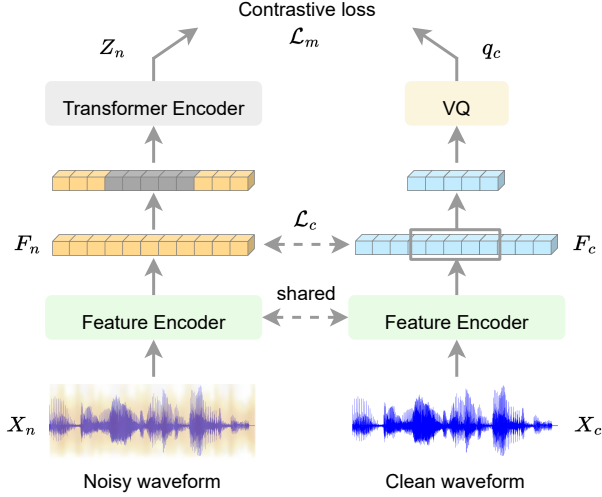 Contrastive loss
Z_n
ℒ_m
q_c
Transformer Encoder
VQ
F_n
ℒ_c
F_c
shared
Feature Encoder
Feature Encoder
X_n
X_c
Noisy waveform
Clean waveform